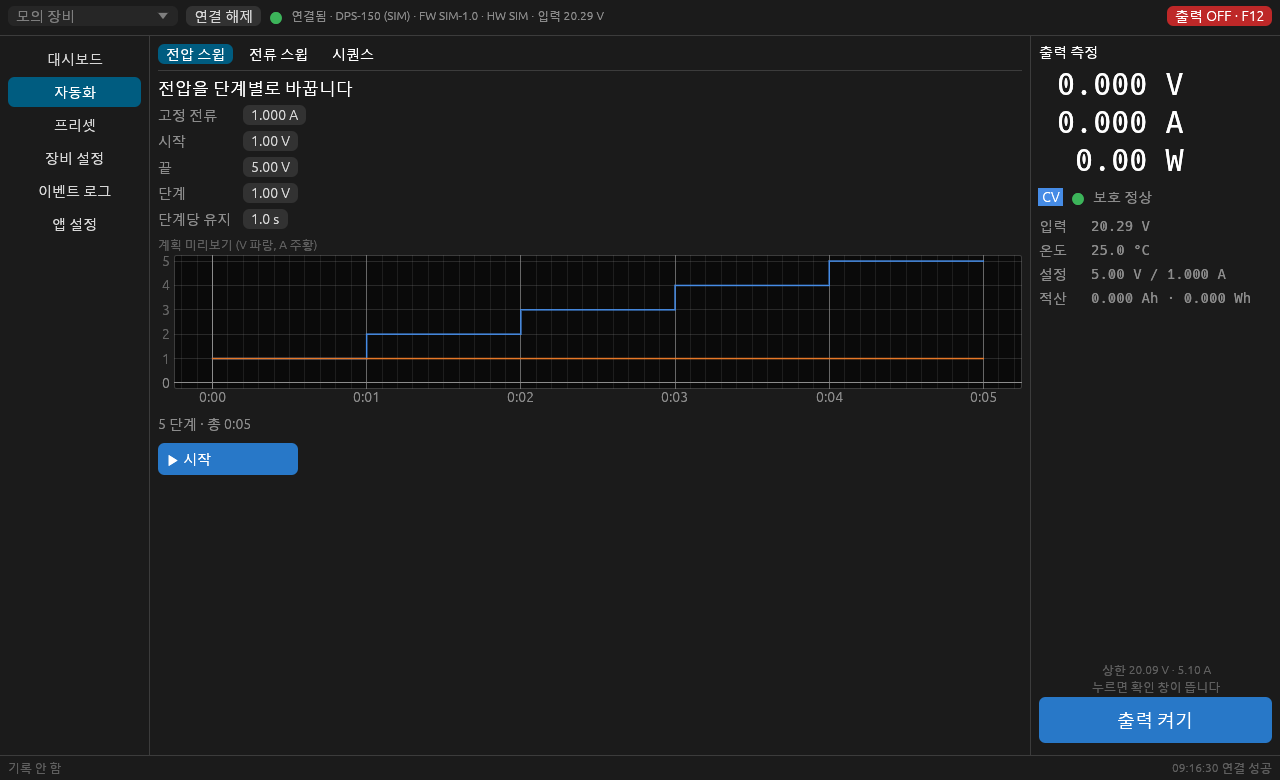 모의 장비
연결 해제
연결됨 · DPS-150 (SIM) · FW SIM-1.0 · HW SIM · 입력 20.29 V
출력 OFF · F12
대시보드
자동화
프리셋
장비 설정
이벤트 로그
앱 설정
전압 스윕
전류 스윕
시퀀스
전압을 단계별로 바꿉니다
고정 전류 1.000 A
시작 1.00 V
끝 5.00 V
단계 1.00 V
단계당 유지 1.0 s
계획 미리보기 (V 파랑, A 주황)
5
4
3
2
1
0
0:00 0:01 0:02 0:03 0:04 0:05
5 단계 · 총 0:05
▶ 시작
출력 측정
0.000 V
0.000 A
0.00 W
CV 보호 정상
입력 20.29 V
온도 25.0 °C
설정 5.00 V / 1.000 A
적산 0.000 Ah · 0.000 Wh
상한 20.09 V · 5.10 A
누르면 확인 창이 뜹니다
출력 켜기
기록 안 함
09:16:30 연결 성공